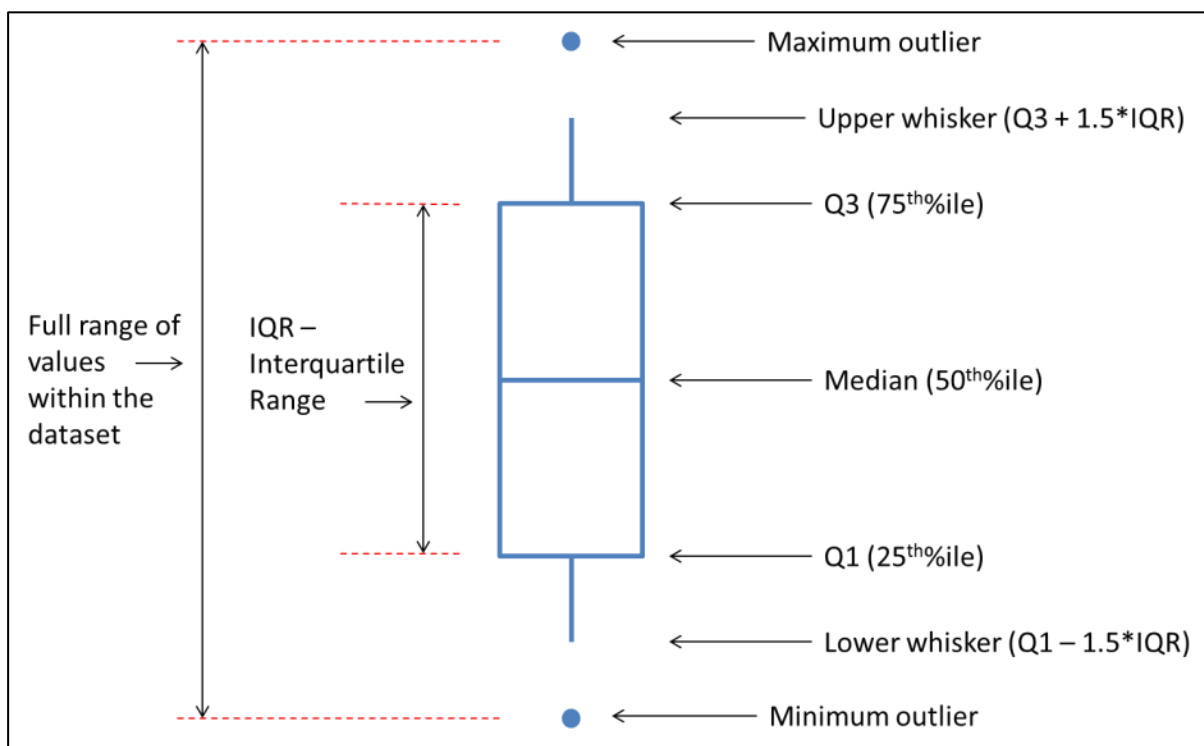 Maximum outlier
Upper whisker (Q3 + 1.5*IQR)
Q3 (75th%ile)
Full range of
values
within the
dataset
IQR –
Interquartile
Range
Median (50th%ile)
Q1 (25th%ile)
Lower whisker (Q1 – 1.5*IQR)
Minimum outlier